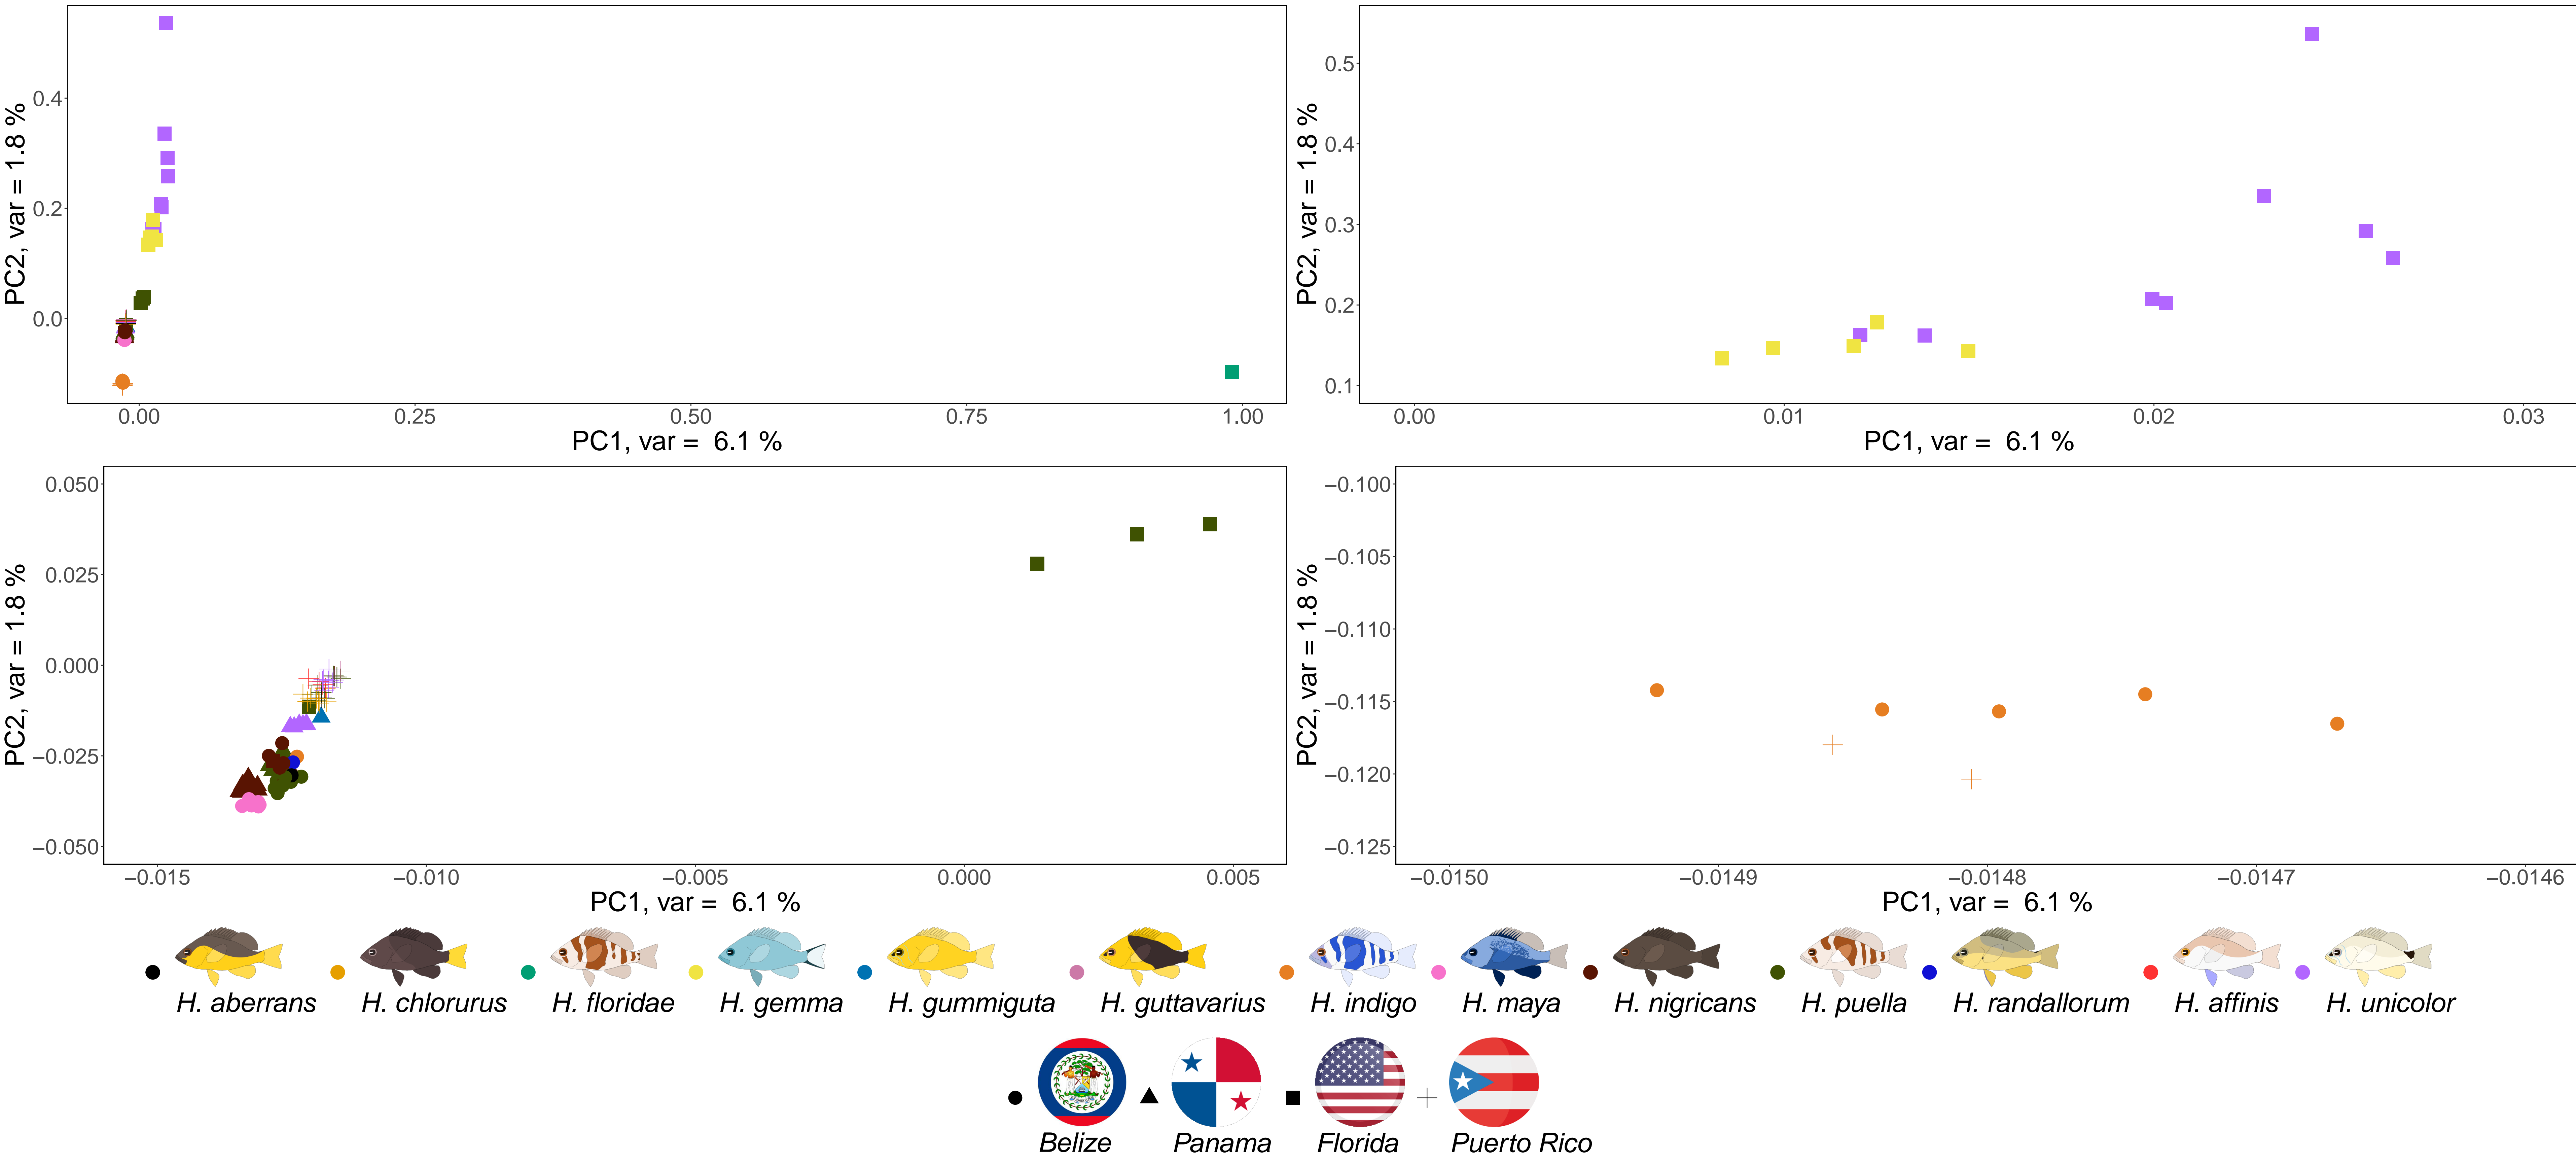 PC2, var = 1.8 %
0.4
0.2
0.0
0.00
0.25
0.50
0.75
1.00
PC1, var = 6.1 %
PC2, var = 1.8 %
0.5
0.4
0.3
0.2
0.1
0.00
0.01
0.02
0.03
PC1, var = 6.1 %
PC2, var = 1.8 %
0.050
0.025
0.000
−0.025
−0.050
−0.015
−0.010
−0.005
0.000
0.005
PC1, var = 6.1 %
PC2, var = 1.8 %
−0.100
−0.105
−0.110
−0.115
−0.120
−0.125
−0.0150
−0.0149
−0.0148
−0.0147
−0.0146
PC1, var = 6.1 %
H. aberrans
H. chlorurus
H. floridae
H. gemma
H. gummiguta
H. guttavarius
H. indigo
H. maya
H. nigricans
H. puella
H. randallorum
H. affinis
H. unicolor
Belize
Panama
Florida
Puerto Rico